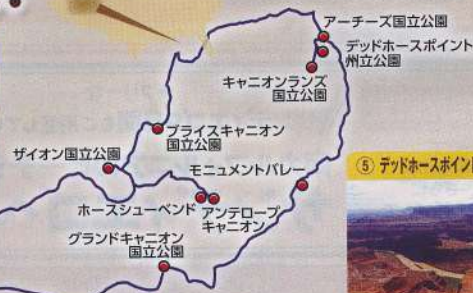 アーチーズ国立公園
デッドホースポイント
州立公園
キャニオンランズ
国立公園
ブライスキャニオン
国立公園
ザイオン国立公園
モニュメントバレー
⑤ デッドホースポイン
ホースシューベンド
アンテロープ
キャニオン
グランドキャニオン
国立公園